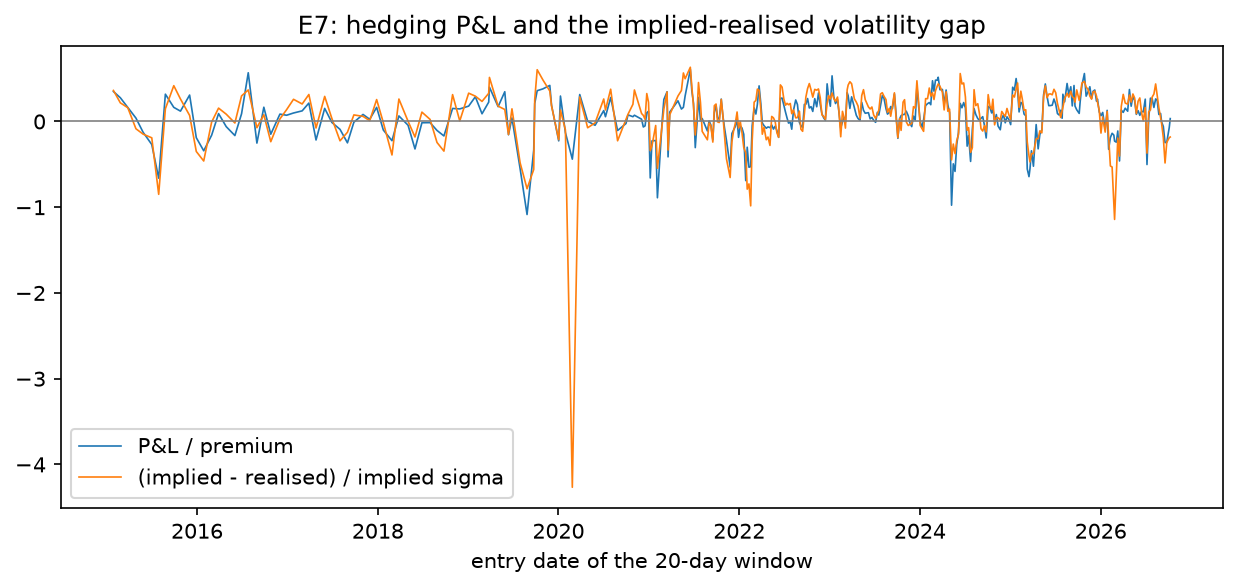 E7: hedging P&L and the implied-realised volatility gap
0
−1
−2
−3
−4
P&L / premium
(implied - realised) / implied sigma
2016
2018
2020
2022
2024
2026
entry date of the 20-day window